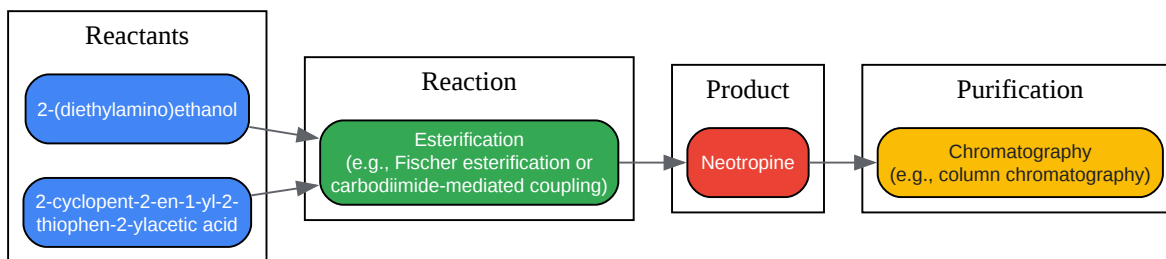 Reactants
2-(diethylamino)ethanol
2-cyclopent-2-en-1-yl-2-
thiophen-2-ylacetic acid
Reaction
Esterification
(e.g., Fischer esterification or
carbodiimide-mediated coupling)
Product
Neotropine
Purification
Chromatography
(e.g., column chromatography)